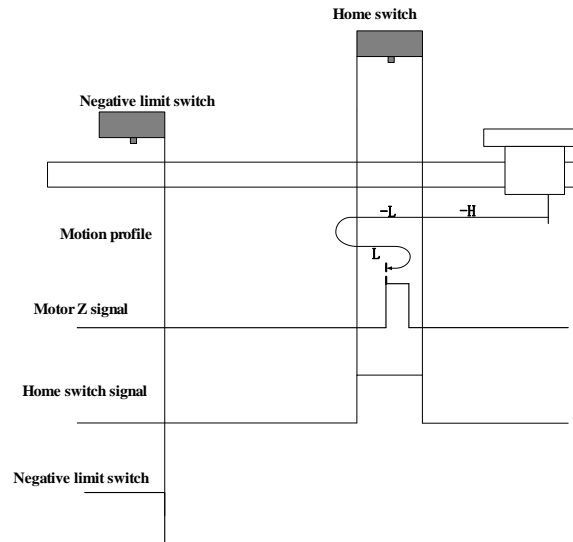 Home switch
Negative limit switch
-L
-H
Motion profile
L
Motor Z signal
Home switch signal
Negative limit switch